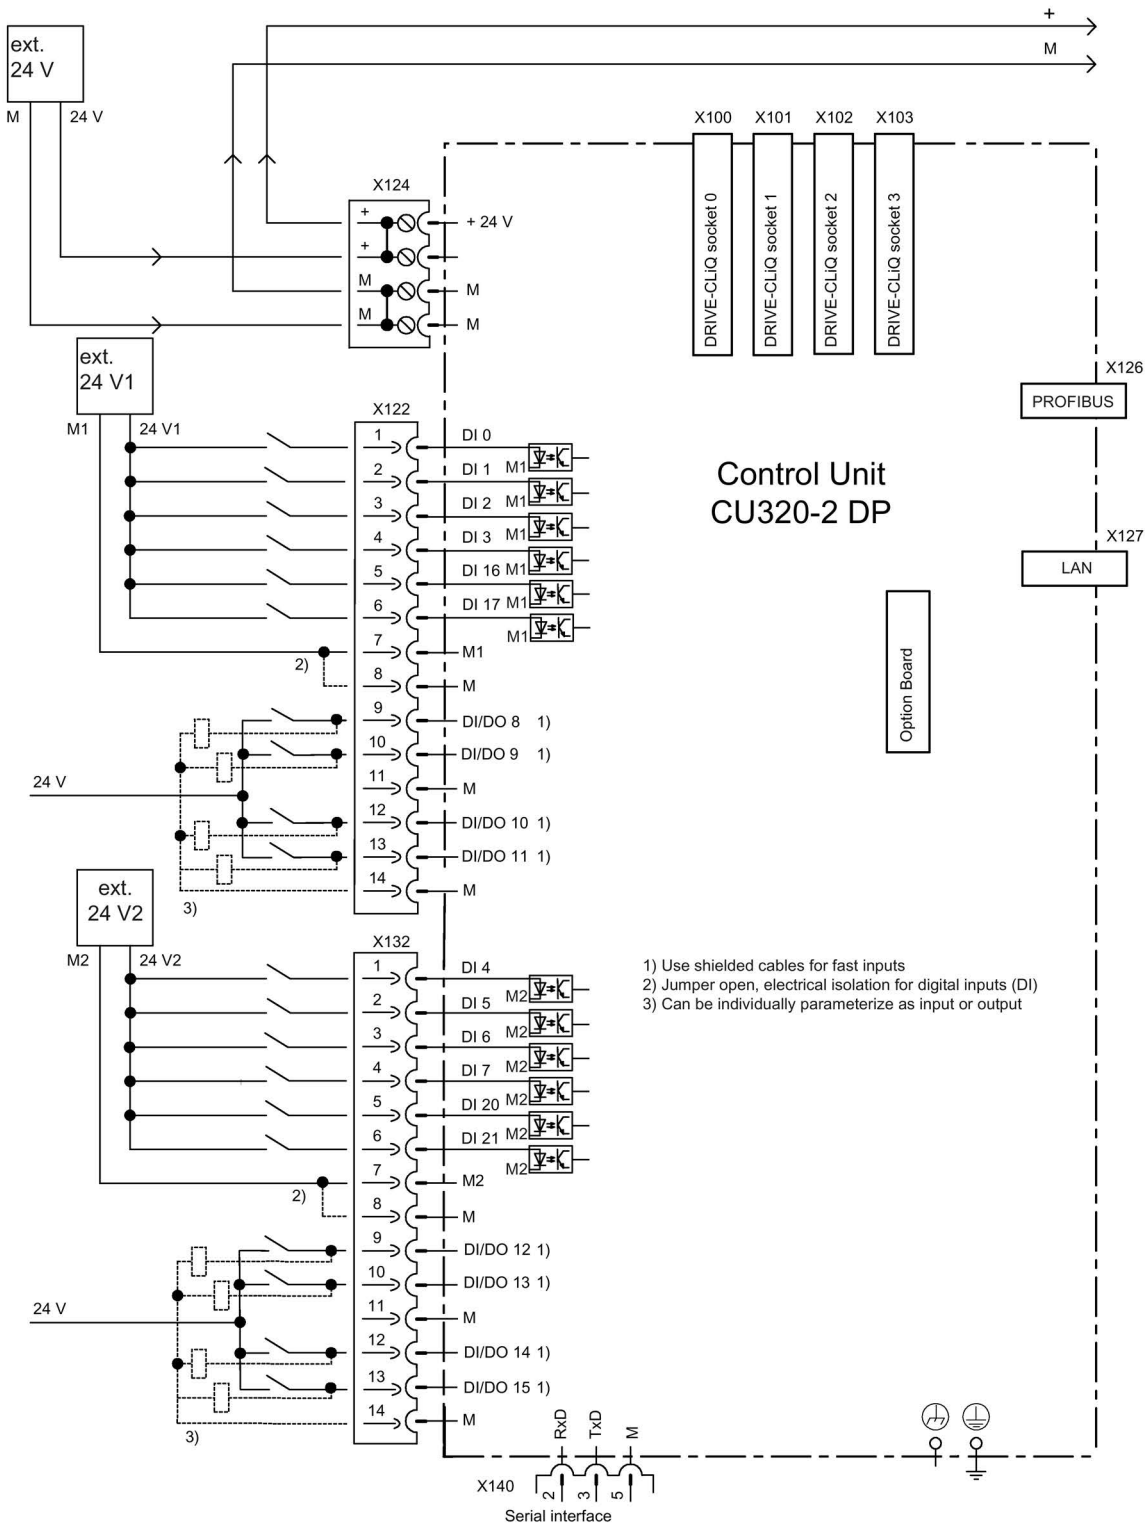 +
M
ext.
24 V
M
24 V
X100
X101
X102
X103
DRIVE-CLiQ socket 0
DRIVE-CLiQ socket 1
DRIVE-CLiQ socket 2
DRIVE-CLiQ socket 3
X124
+
+ 24 V
+
M
M
M
M
ext.
24 V1
M1
24 V1
X126
PROFIBUS
Control Unit
CU320-2 DP
X127
LAN
Option Board
X122
1
DI 0
M1
2
DI 1
M1
3
DI 2
M1
4
DI 3
M1
5
DI 16
M1
6
DI 17
M1
7
M1
2)
8
M
9
DI/DO 8 1)
10
DI/DO 9 1)
24 V
11
M
12
DI/DO 10 1)
13
DI/DO 11 1)
14
M
3)
ext.
24 V2
M2
24 V2
1) Use shielded cables for fast inputs
2) Jumper open, electrical isolation for digital inputs (DI)
3) Can be individually parameterize as input or output
X132
1
DI 4
M2
2
DI 5
M2
3
DI 6
M2
4
DI 7
M2
5
DI 20
M2
6
DI 21
M2
7
M2
2)
8
M
9
DI/DO 12 1)
10
DI/DO 13 1)
24 V
11
M
12
DI/DO 14 1)
13
DI/DO 15 1)
14
M
3)
RxD
TxD
M
X140
2
3
5
Serial interface